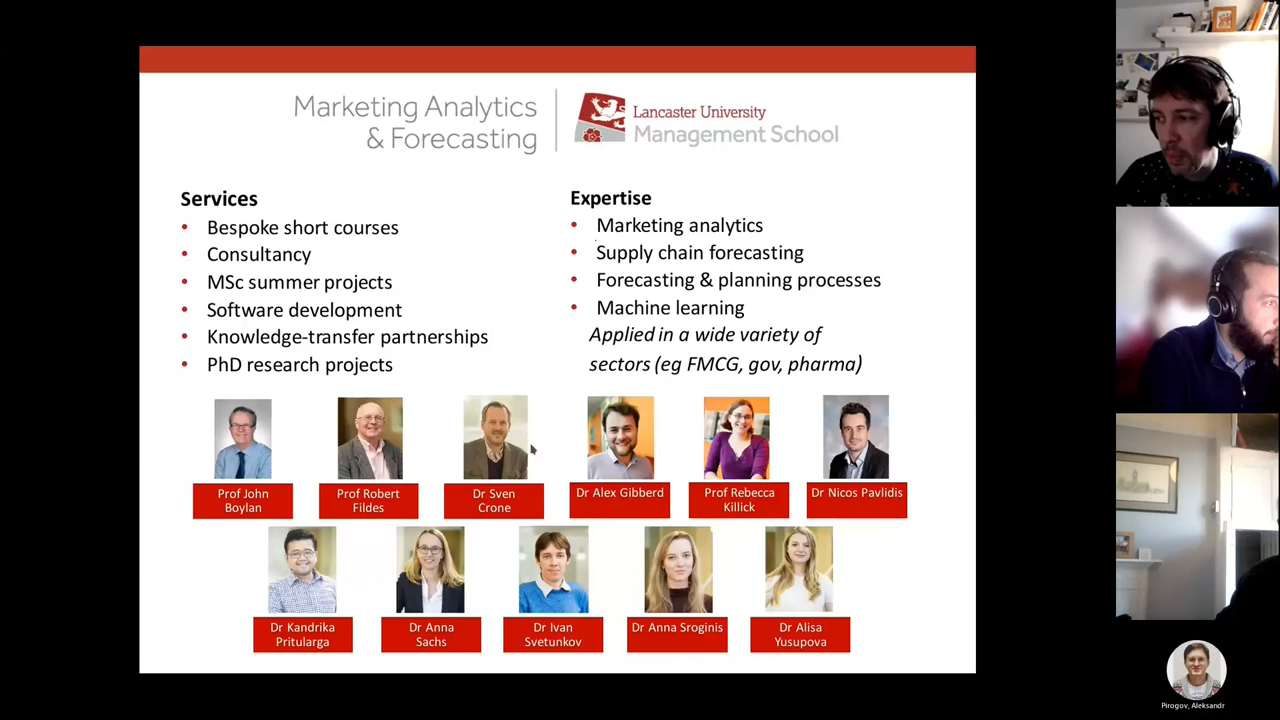 Marketing Analytics
& Forecasting
Lancaster University
Management School
Services
• Bespoke short courses
• Consultancy
• MSc summer projects
• Software development
• Knowledge-transfer partnerships
• PhD research projects
Expertise
• Marketing analytics
• Supply chain forecasting
• Forecasting & planning processes
• Machine learning
Applied in a wide variety of
sectors (eg FMCG, gov, pharma)
Prof John
Boylan
Prof Robert
Fildes
Dr Sven
Crone
Dr Alex Gibberd
Prof Rebecca
Killick
Dr Nicos Pavlidis
Dr Kandrika
Pritularga
Dr Anna
Sachs
Dr Ivan
Svetunkov
Dr Anna Sroginis
Dr Alisa
Yusupova
Pirogov, Aleksandr